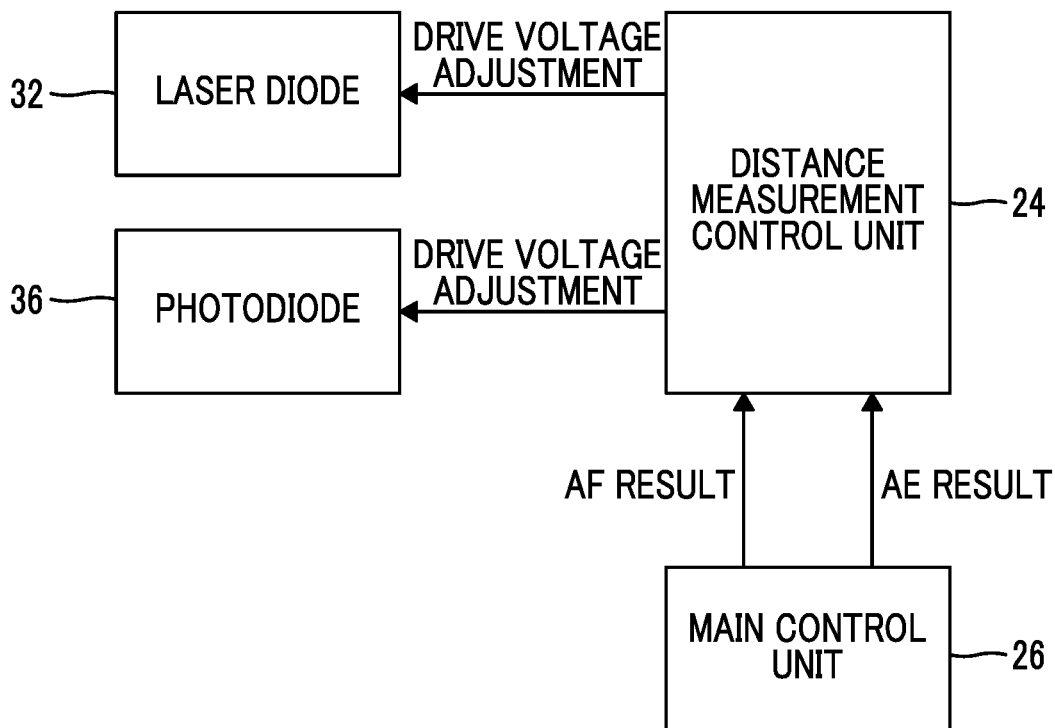 DRIVE VOLTAGE
ADJUSTMENT
32
LASER DIODE
DISTANCE
MEASUREMENT
CONTROL UNIT
24
DRIVE VOLTAGE
ADJUSTMENT
36
PHOTODIODE
AF RESULT
AE RESULT
MAIN CONTROL
UNIT
26